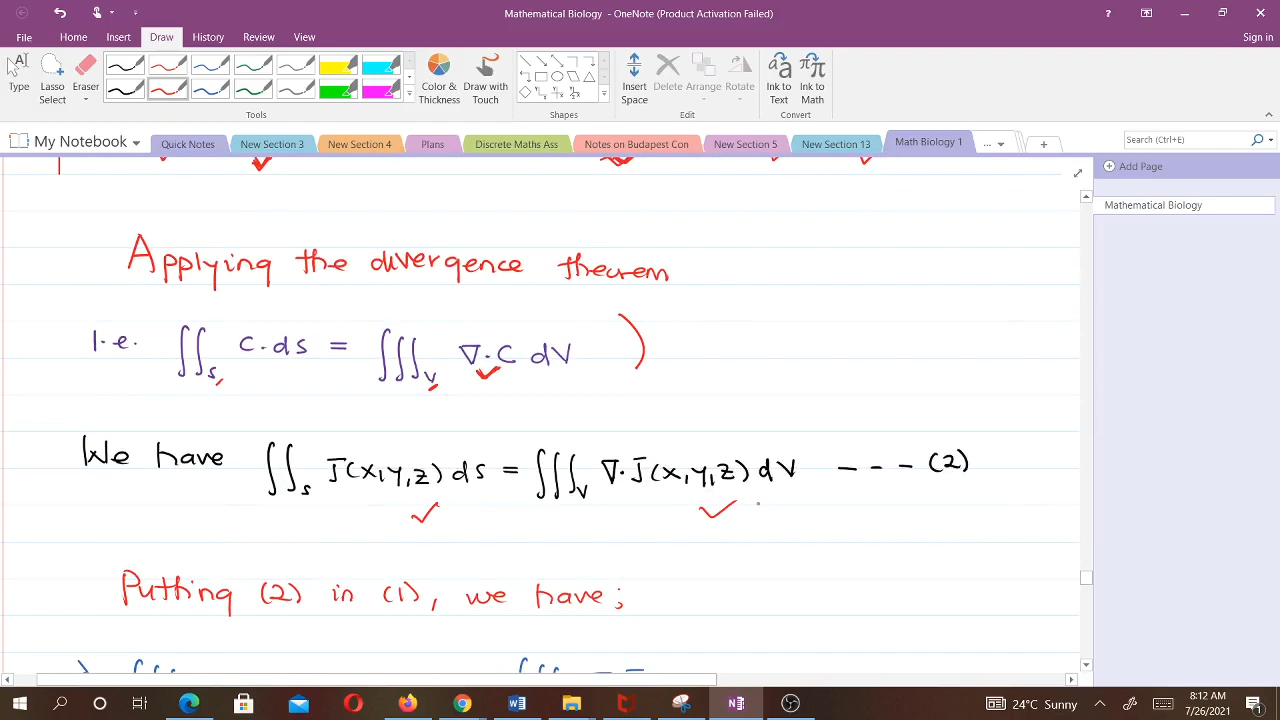 Mathematical Biology - OneNote (Product Activation Failed)
File Home Insert Draw History Review View Sign in
Type Lasso Select Eraser Color & Thickness Draw with Touch Insert Space Delete Arrange Rotate Ink to Text Ink to Math
Tools Shapes Edit Convert
My Notebook Quick Notes New Section 3 New Section 4 Plans Discrete Maths Ass Notes on Budapest Con New Section 5 New Section 13 Math Biology 1 ... Search (Ctrl+E)
Add Page
Mathematical Biology
Applying the divergence theorem
I.e. ∬_S C.ds = ∭_V ∇.C dV )
We have ∬_S J(x,y,z) ds = ∭_V ∇.J(x,y,z) dV - - - (2)
Putting (2) in (1), we have;
24°C Sunny 8:12 AM
7/26/2021